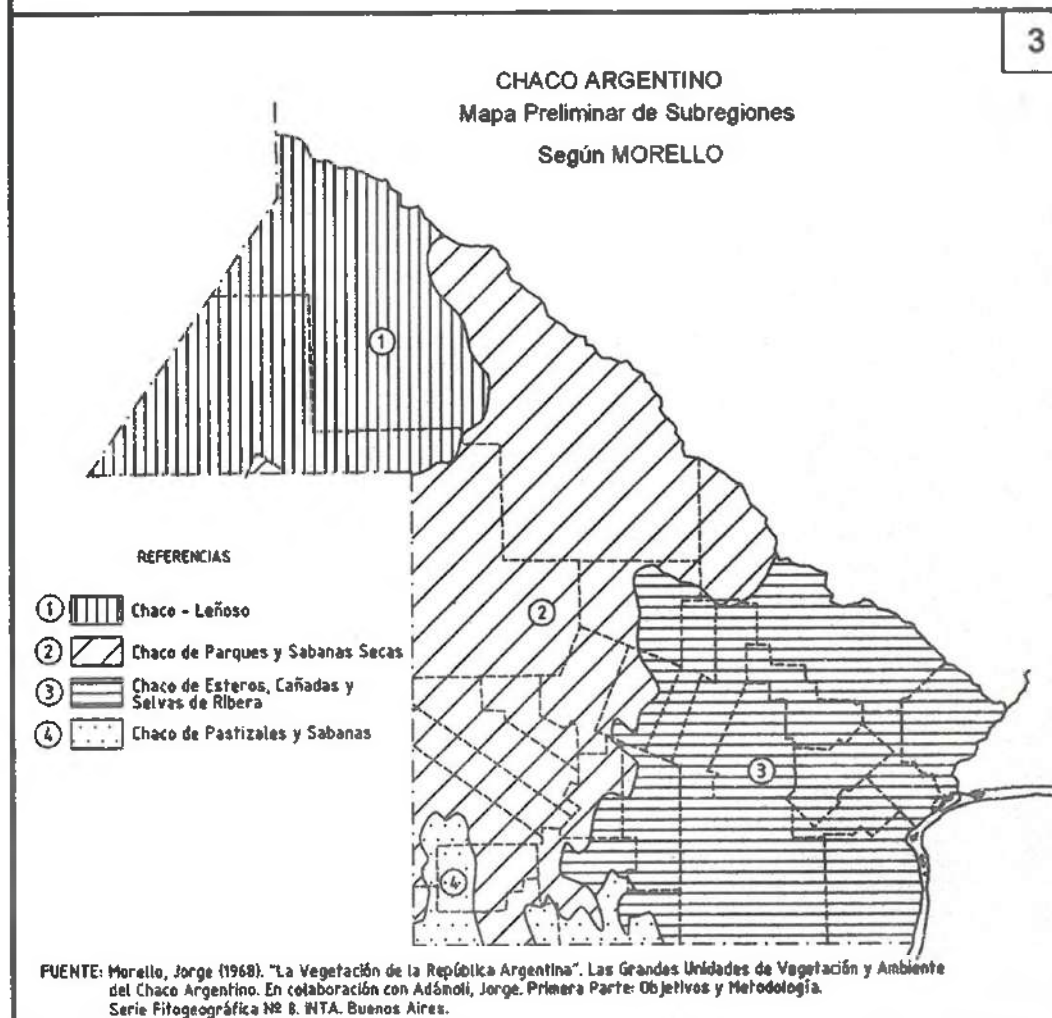 3
CHACO ARGENTINO
Mapa Preliminar de Subregiones
Según MORELLO
1
REFERENCIAS
1 Chaco - Leñoso
2 Chaco de Parques y Sabanas Secas
3 Chaco de Esteros, Cañadas y
Selvas de Ribera
4 Chaco de Pastizales y Sabanas
2
3
4
FUENTE: Morello, Jorge (1968). "La Vegetación de la República Argentina". Las Grandes Unidades de Vegetación y Ambiente
del Chaco Argentino. En colaboración con Adámoli, Jorge. Primera Parte: Objetivos y Metodología.
Serie Fitogeográfica Nº 8. INTA. Buenos Aires.